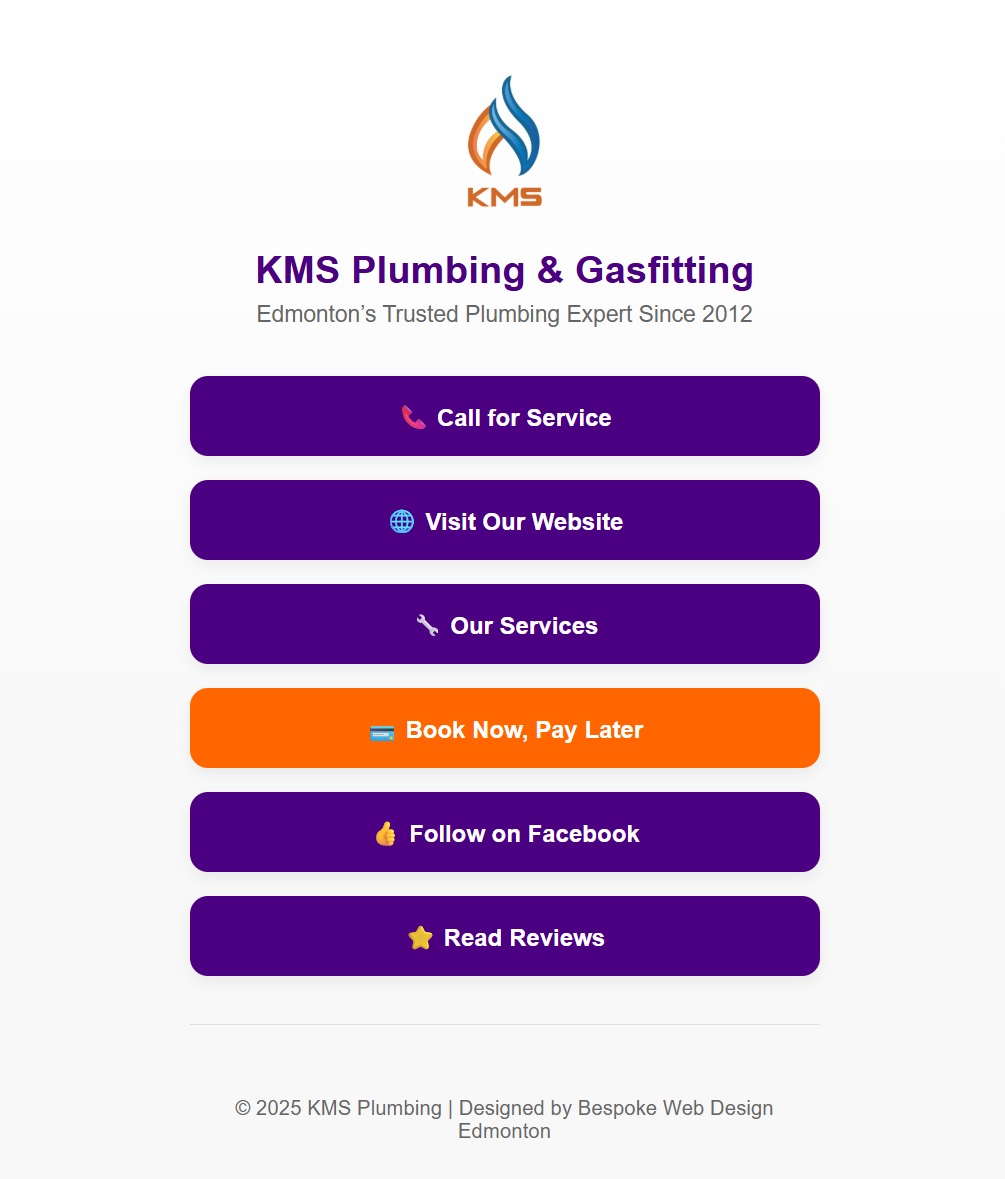 KMS
KMS Plumbing & Gasfitting
Edmonton’s Trusted Plumbing Expert Since 2012
📞 Call for Service
🌐 Visit Our Website
🔧 Our Services
💳 Book Now, Pay Later
👍 Follow on Facebook
⭐ Read Reviews
© 2025 KMS Plumbing | Designed by Bespoke Web Design
Edmonton